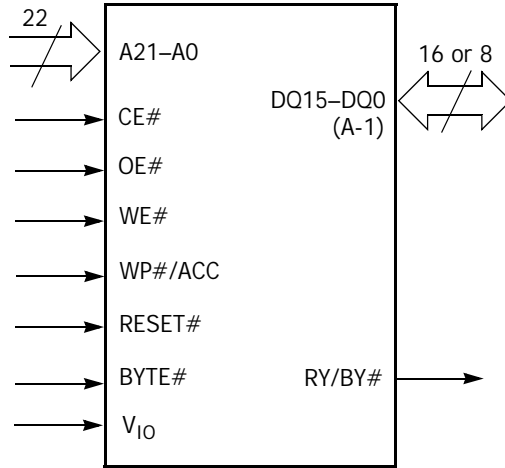 22
A21–A0
16 or 8
DQ15–DQ0
(A-1)
CE#
OE#
WE#
WP#/ACC
RESET#
BYTE#
RY/BY#
VIO